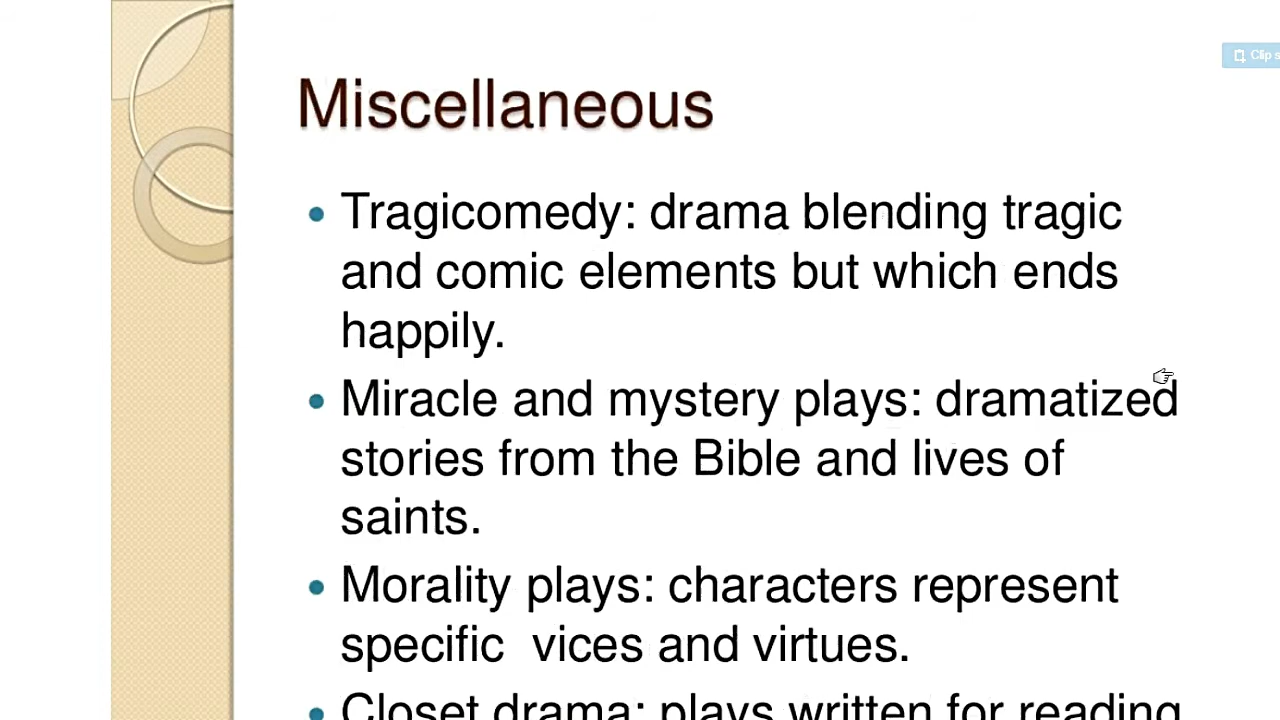 Clip s
Miscellaneous
• Tragicomedy: drama blending tragic
and comic elements but which ends
happily.
• Miracle and mystery plays: dramatized
stories from the Bible and lives of
saints.
• Morality plays: characters represent
specific  vices and virtues.
• Closet drama: plays written for reading